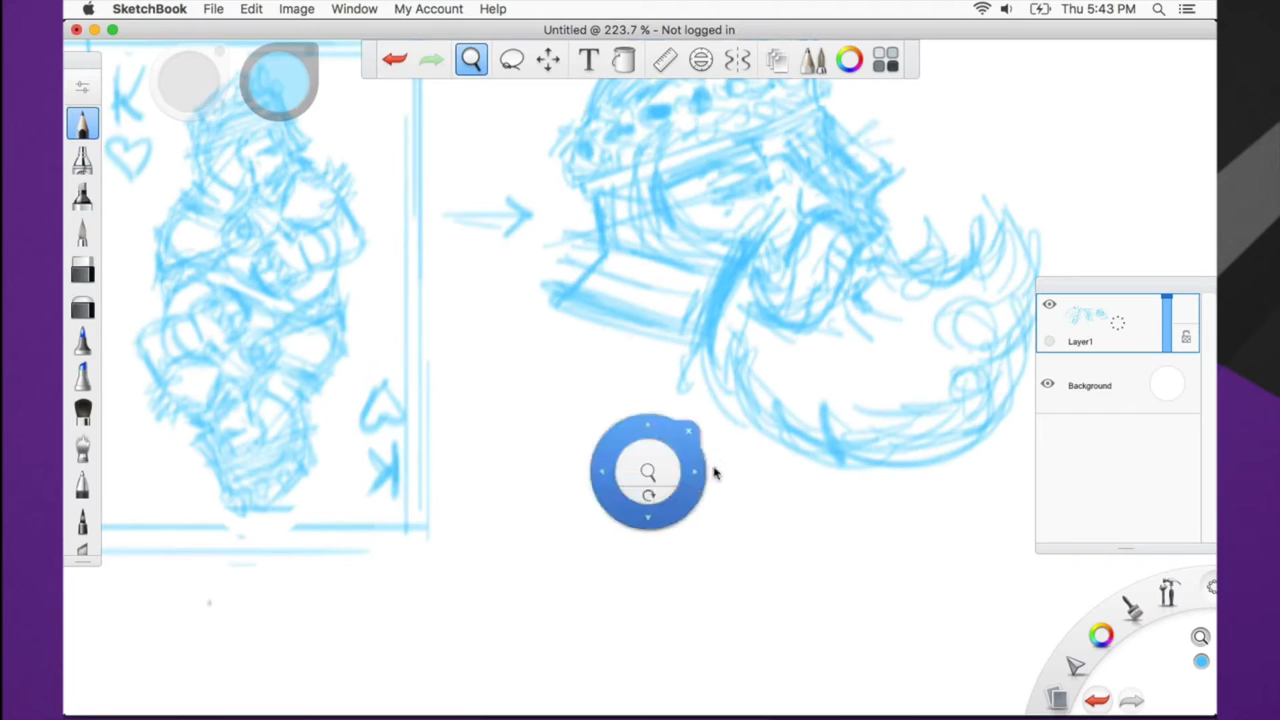 SketchBook File Edit Image Window My Account Help Thu 5:43 PM
Untitled @ 223.7 % - Not logged in
T
K
Layer1
Background
K